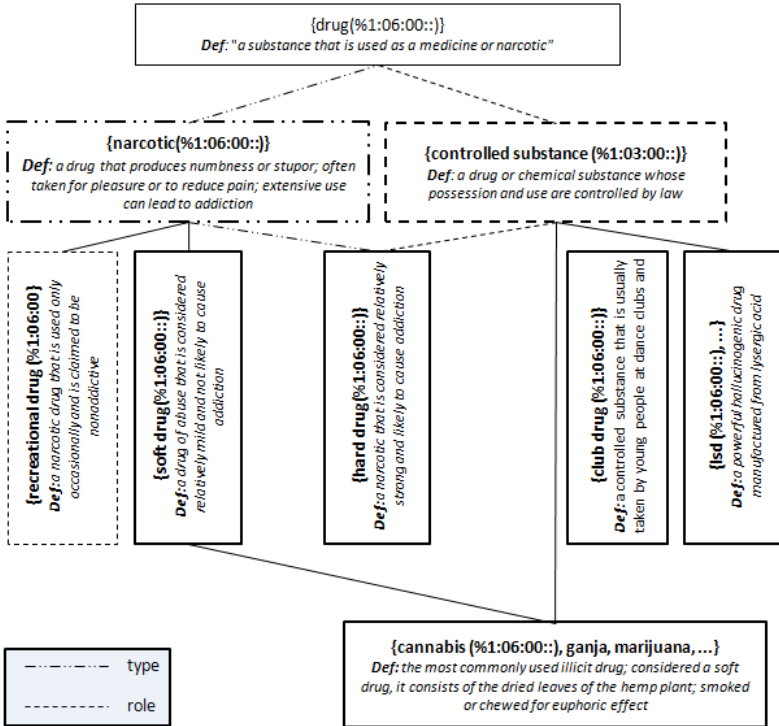 {drug(%1:06:00::)}
Def: "a substance that is used as a medicine or narcotic"
{narcotic(%1:06:00::)}
Def: a drug that produces numbness or stupor; often
taken for pleasure or to reduce pain; extensive use
can lead to addiction
{controlled substance (%1:03:00::)}
Def: a drug or chemical substance whose
possession and use are controlled by law
{recreational drug (%1:06:00}
Def: a narcotic drug that is used only
occasionally and is claimed to be
nonaddictive
{soft drug(%1:06:00::)}
Def: a drug of abuse that is considered
relatively mild and not likely to cause
addiction
{hard drug(%1:06:00::)}
Def: a narcotic that is considered relatively
strong and likely to cause addiction
{club drug (%1:06:00::)}
Def: a controlled substance that is usually
taken by young people at dance clubs and
{lsd (%1:06:00::), ...}
Def: a powerful hallucinogenic drug
manufactured from lysergic acid
{cannabis (%1:06:00::), ganja, marijuana, ...}
Def: the most commonly used illicit drug; considered a soft
drug, it consists of the dried leaves of the hemp plant; smoked
or chewed for euphoric effect
type
role